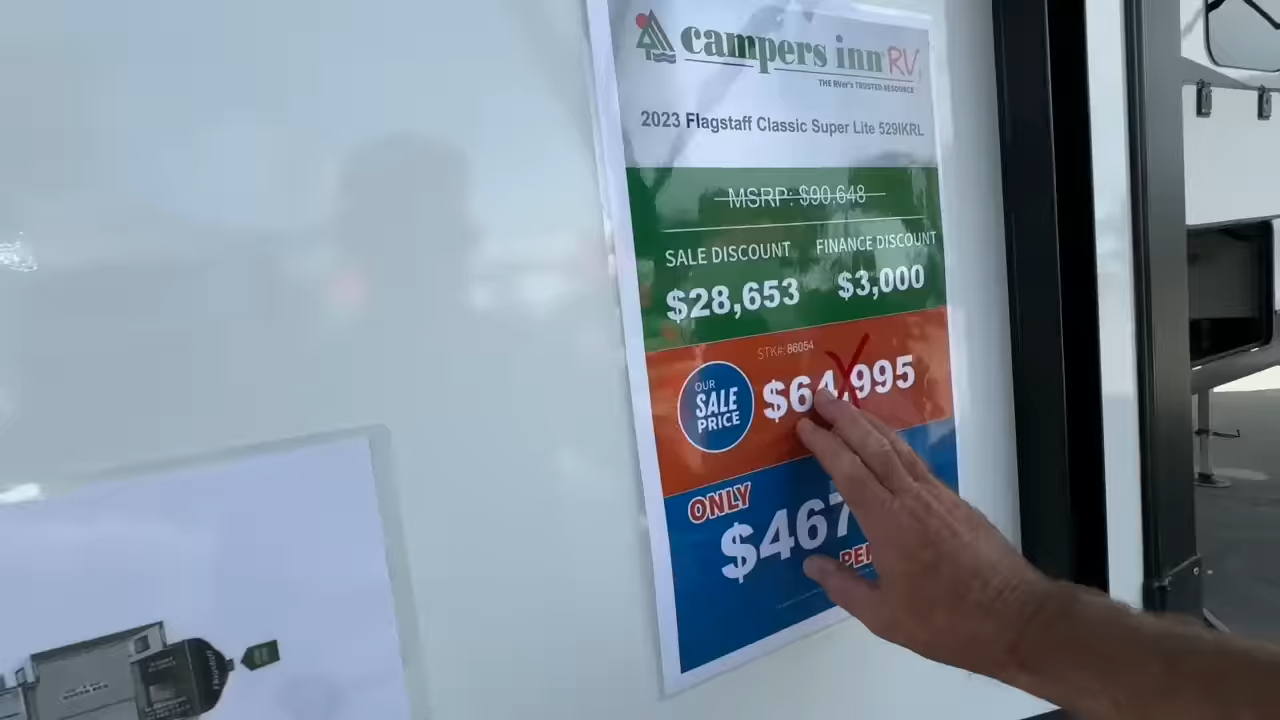 campers inn RV
THE RVer's TRUSTED RESOURCE
2023 Flagstaff Classic Super Lite 529IKRL
MSRP: $90,648
SALE DISCOUNT
FINANCE DISCOUNT
$28,653
$3,000
STK#: 86054
OUR
SALE
PRICE
$64,995
ONLY
$467
Flagstaff